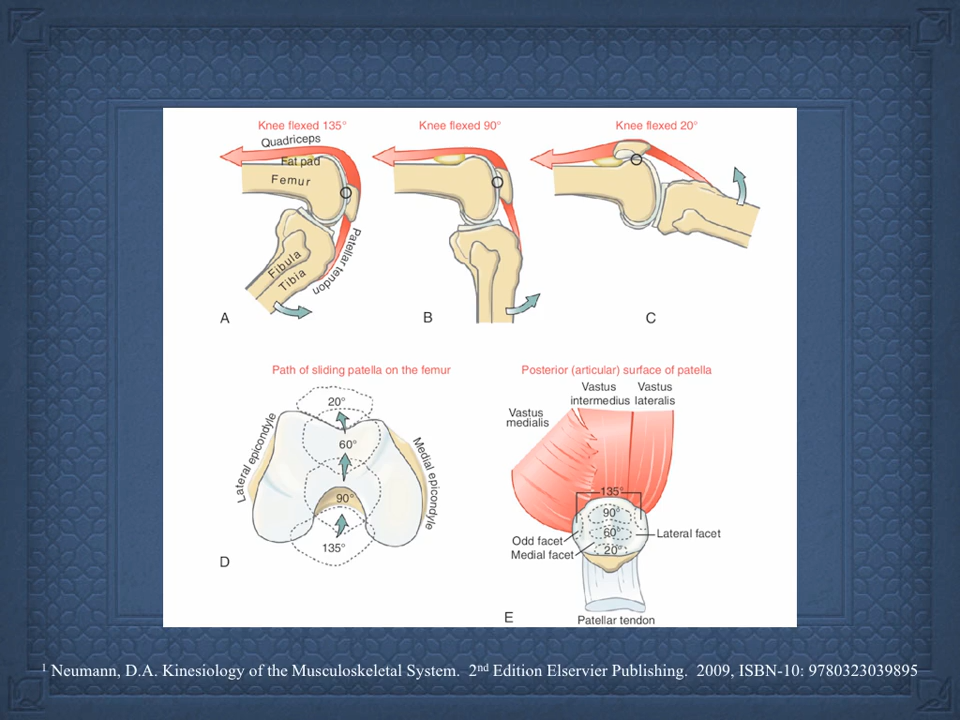 Knee flexed 135°
Quadriceps
Fat pad
Femur
Fibula
Tibia
Patellar tendon
A
Knee flexed 90°
B
Knee flexed 20°
C
Path of sliding patella on the femur
20°
60°
90°
135°
Lateral epicondyle
Medial epicondyle
D
Posterior (articular) surface of patella
Vastus
intermedius
Vastus
lateralis
Vastus
medialis
135°
90°
60°
20°
Odd facet
Medial facet
Lateral facet
E
Patellar tendon
1 Neumann, D.A. Kinesiology of the Musculoskeletal System. 2nd Edition Elservier Publishing. 2009, ISBN-10: 9780323039895